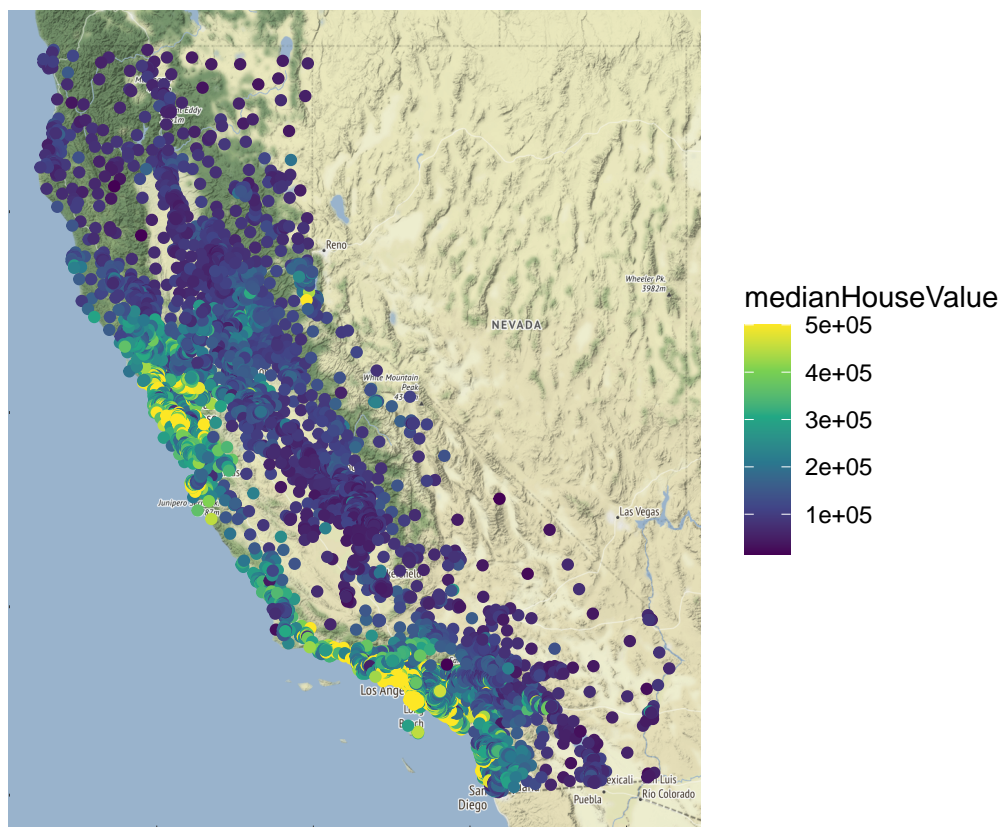 Reno
Wheeler Pk.
3982m
NEVADA
White Mountain
Peak
Las Vegas
Los Ange
San
Diego
Puebla
Rio Colorado
medianHouseValue
5e+05
4e+05
3e+05
2e+05
1e+05